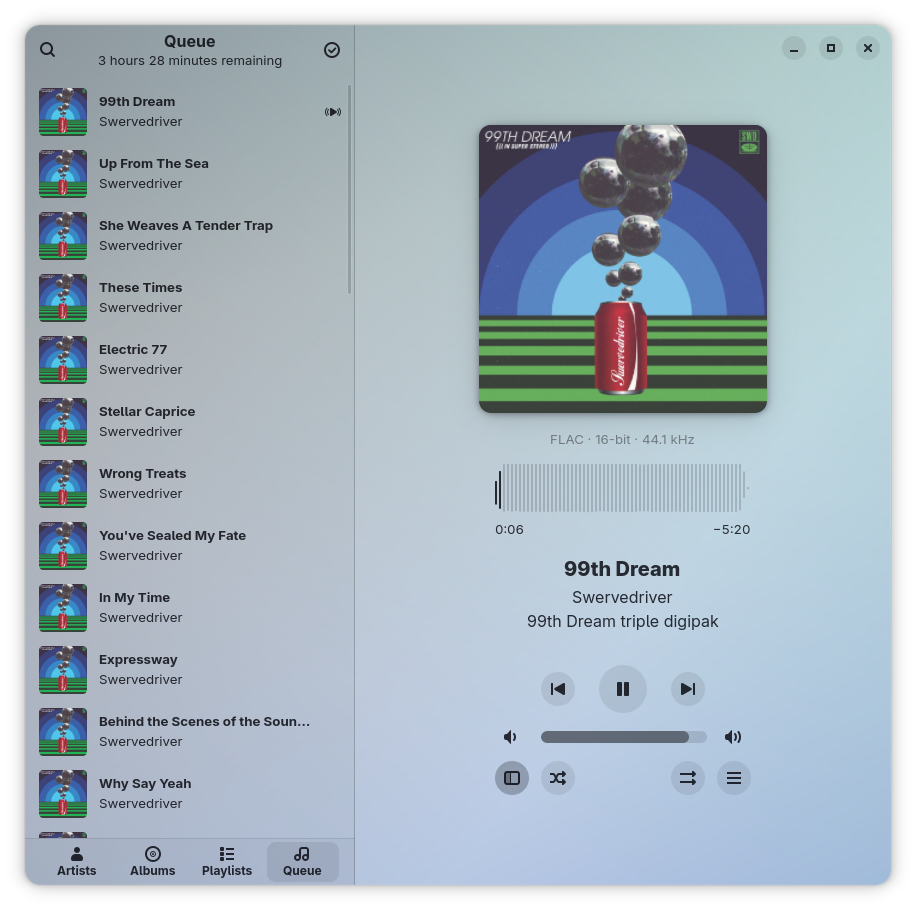 Queue
3 hours 28 minutes remaining
99th Dream
Swervedriver
Up From The Sea
Swervedriver
She Weaves A Tender Trap
Swervedriver
These Times
Swervedriver
Electric 77
Swervedriver
Stellar Caprice
Swervedriver
Wrong Treats
Swervedriver
You've Sealed My Fate
Swervedriver
In My Time
Swervedriver
Expressway
Swervedriver
Behind the Scenes of the Soun…
Swervedriver
Why Say Yeah
Swervedriver
Artists
Albums
Playlists
Queue
99TH DREAM
((( IN SUPER STEREO )))
SWD
Swervedriver
FLAC · 16-bit · 44.1 kHz
0:06
−5:20
99th Dream
Swervedriver
99th Dream triple digipak